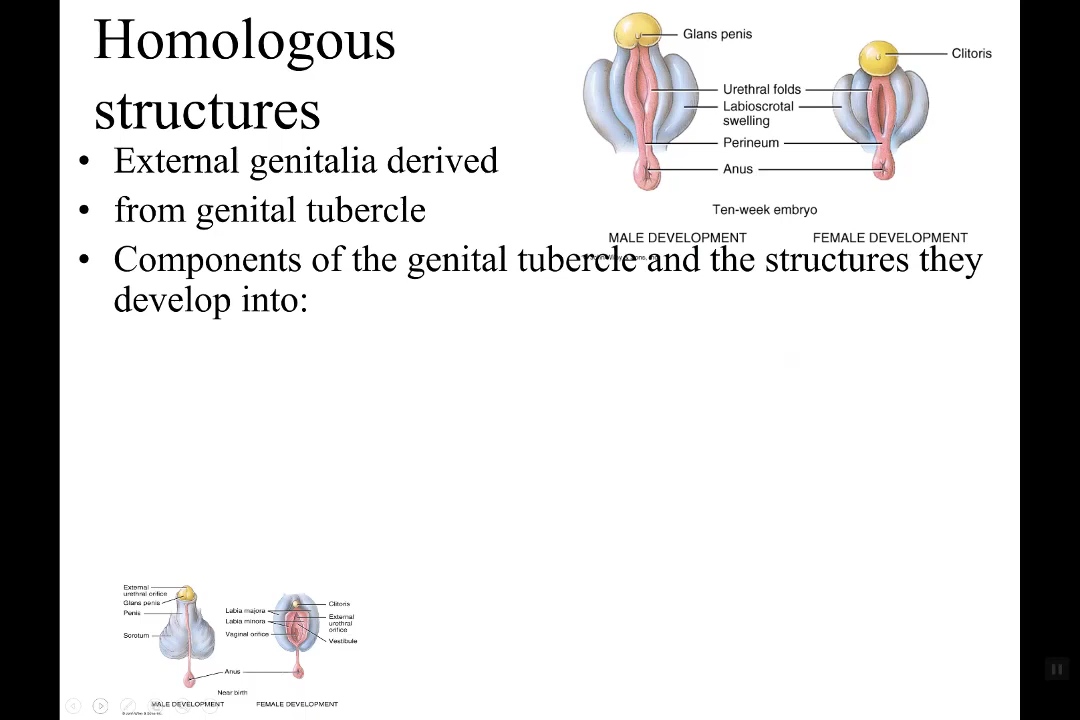 Homologous
structures
• External genitalia derived
• from genital tubercle
• Components of the genital tubercle and the structures they
develop into:
Glans penis
Clitoris
Urethral folds
Labioscrotal
swelling
Perineum
Anus
Ten-week embryo
MALE DEVELOPMENT FEMALE DEVELOPMENT
External
urethral orifice
Glans penis
Penis
Scrotum
Labia majora
Labia minora
Vaginal orifice
Clitoris
External
urethral
orifice
Vestibule
Anus
Near birth
MALE DEVELOPMENT FEMALE DEVELOPMENT